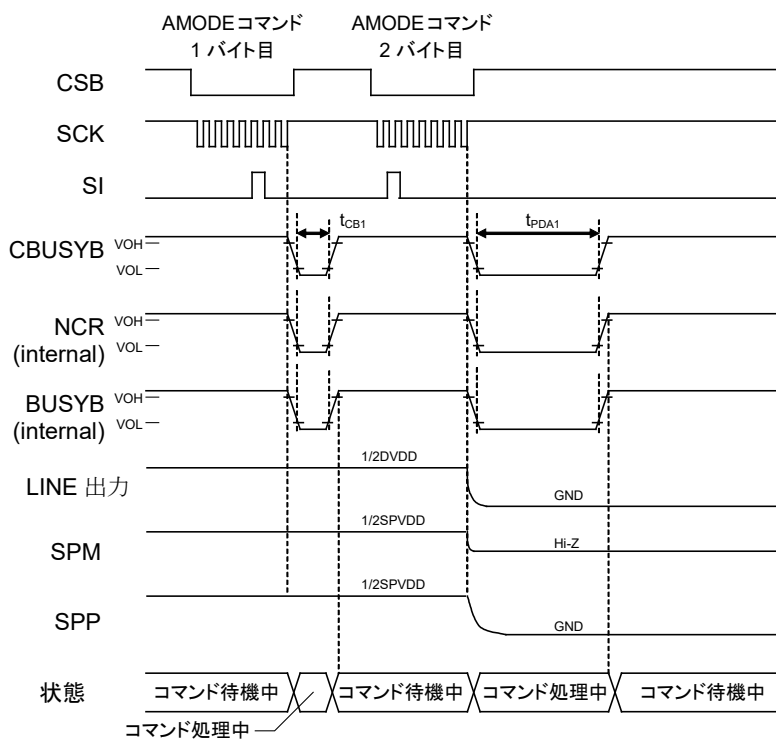 AMODEコマンド
1 バイト目
AMODEコマンド
2 バイト目
CSB
SCK
SI
tCB1
tPDA1
CBUSYB
VOH
VOL
NCR
(internal)
VOH
VOL
BUSYB
(internal)
VOH
VOL
LINE 出力
1/2DVDD
GND
SPM
1/2SPVDD
Hi-Z
SPP
1/2SPVDD
GND
状態
コマンド待機中
コマンド待機中
コマンド処理中
コマンド待機中
コマンド処理中